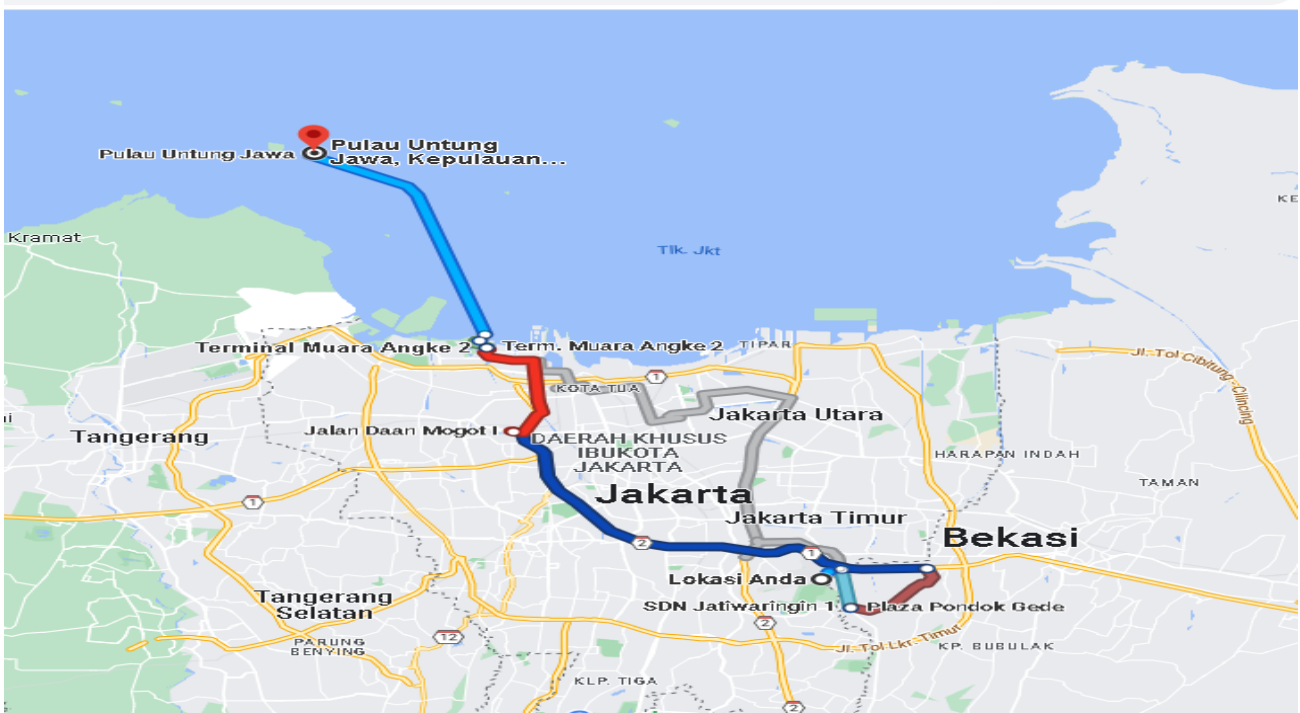 Pulau Untung Jawa
Pulau Untung
Jawa, Kepulauan...
KE
Kramat
Tlk. Jkt
Terminal Muara Angke 2
Term. Muara Angke 2
TIPAR
Jl. Tol Cibitung-Cilincing
1
KOTA TUA
Jakarta Utara
Tangerang
Jalan Daan Mogot I
DAERAH KHUSUS
IBUKOTA
JAKARTA
HARAPAN INDAH
TAMAN
1
Jakarta
Jakarta Timur
Bekasi
2
1
Lokasi Anda
Tangerang
Selatan
SDN Jatiwaringin 1
Plaza Pondok Gede
2
12
PARUNG
BENYING
Jl. Tol Lkr. Timur
KP. BUBULAK
KLP. TIGA
2